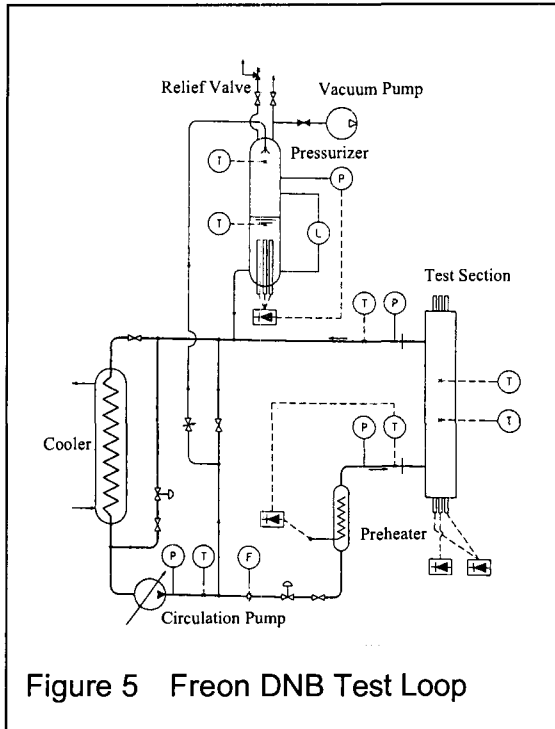 Relief Valve
Vacuum Pump
Pressurizer
T
P
T
L
Test Section
T
P
T
T
P
T
Cooler
Preheater
P
T
F
Circulation Pump
Figure 5 Freon DNB Test Loop